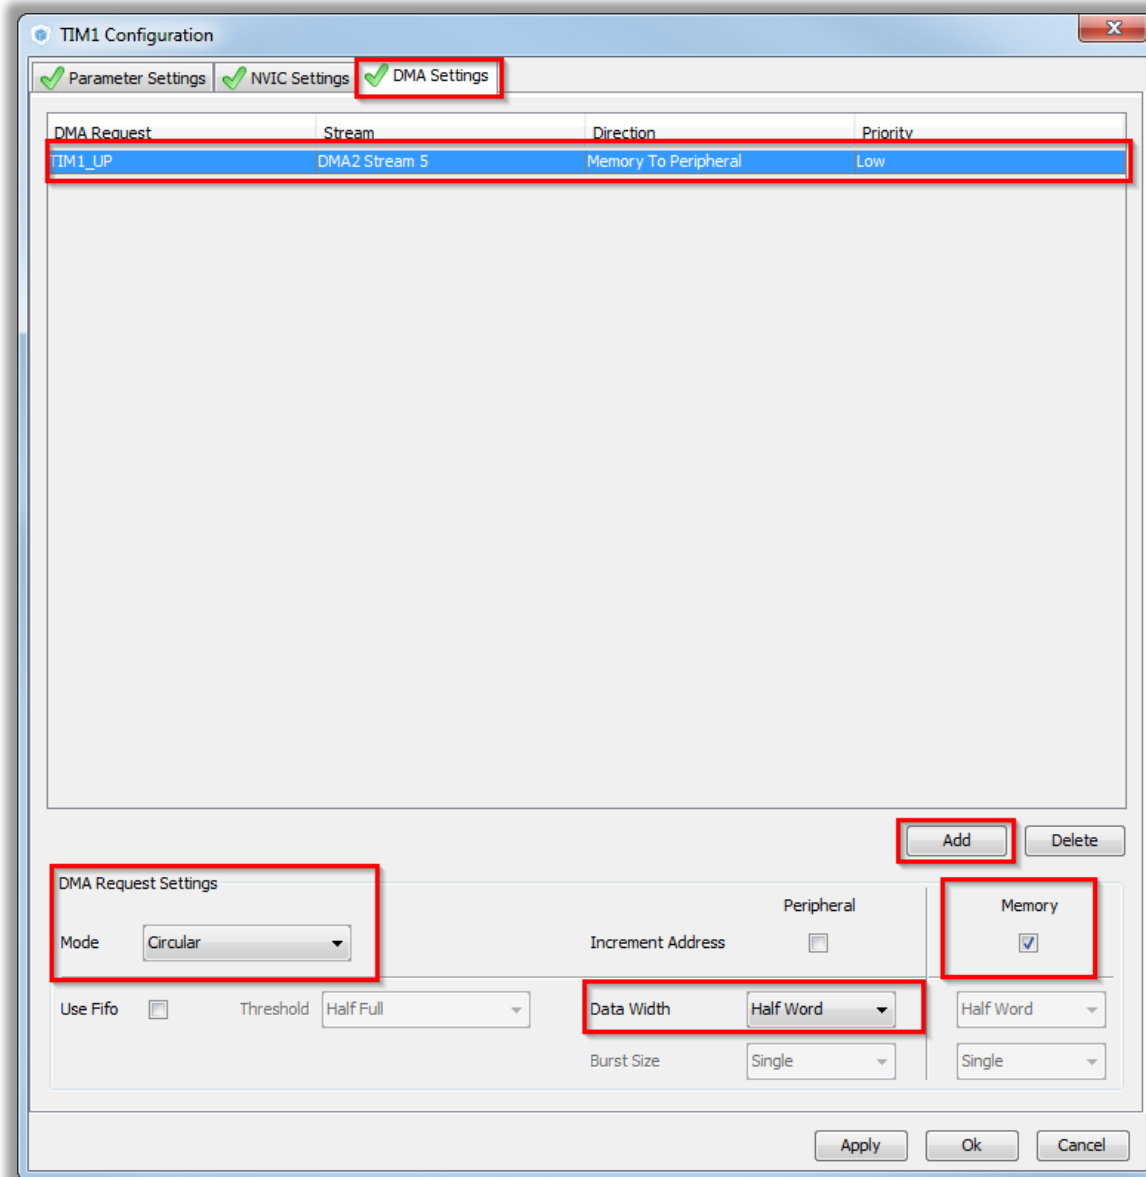 TIM1 Configuration
Parameter Settings NVIC Settings DMA Settings
DMA Request Stream Direction Priority
TIM1_UP DMA2 Stream 5 Memory To Peripheral Low
Add Delete
DMA Request Settings
Peripheral Memory
Mode Circular Increment Address
Use Fifo Threshold Half Full Data Width Half Word Half Word
Burst Size Single Single
Apply Ok Cancel